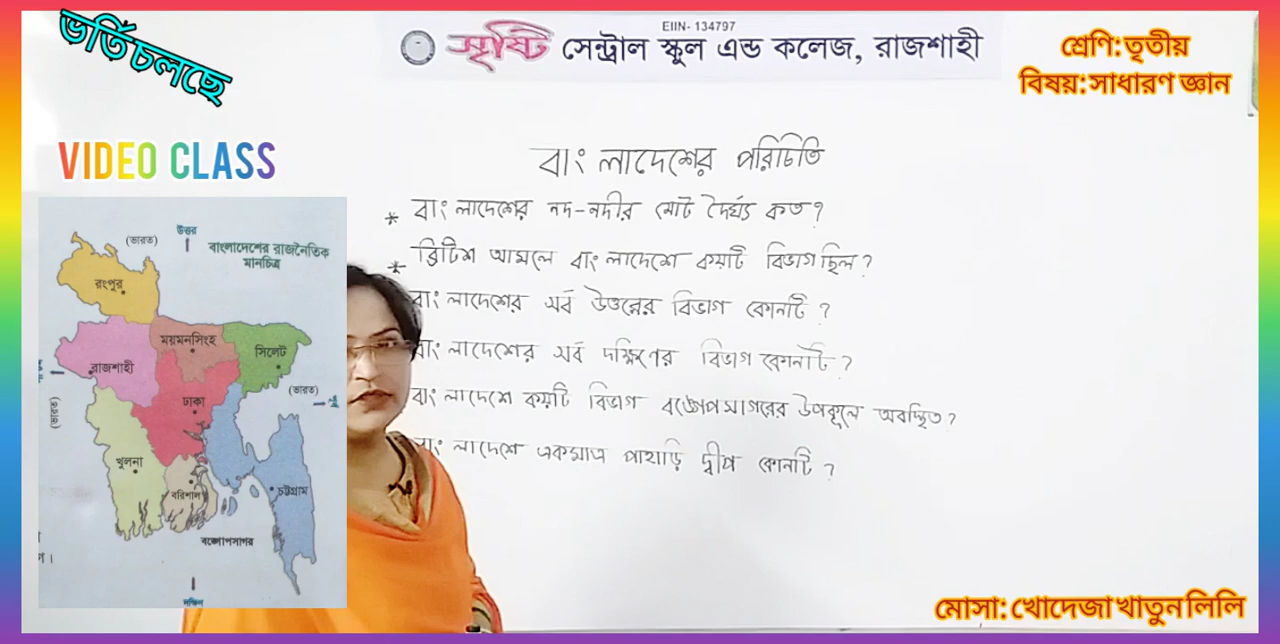 ভর্তি চলছে
EIIN- 134797
সৃষ্টি সেন্ট্রাল স্কুল এন্ড কলেজ, রাজশাহী
শ্রেণি: তৃতীয়
বিষয়: সাধারণ জ্ঞান
VIDEO CLASS
বাংলাদেশের পরিচিতি
* বাংলাদেশের নদ-নদীর মোট দৈর্ঘ্য কত?
* ব্রিটিশ আমলে বাংলাদেশে কয়টি বিভাগ ছিল?
বাংলাদেশের সর্ব উত্তরের বিভাগ কোনটি?
বাংলাদেশের সর্ব দক্ষিণের বিভাগ কোনটি?
বাংলাদেশে কয়টি বিভাগ বঙ্গোপসাগরের উপকূলে অবস্থিত?
বাংলাদেশে একমাত্র পাহাড়ি দ্বীপ কোনটি?
উত্তর
(ভারত)
বাংলাদেশের রাজনৈতিক
মানচিত্র
রংপুর
ময়মনসিংহ
সিলেট
রাজশাহী
(ভারত)
ঢাকা
(ভারত)
খুলনা
বরিশাল
চট্টগ্রাম
বঙ্গোপসাগর
দক্ষিণ
মোসা: খোদেজা খাতুন লিলি